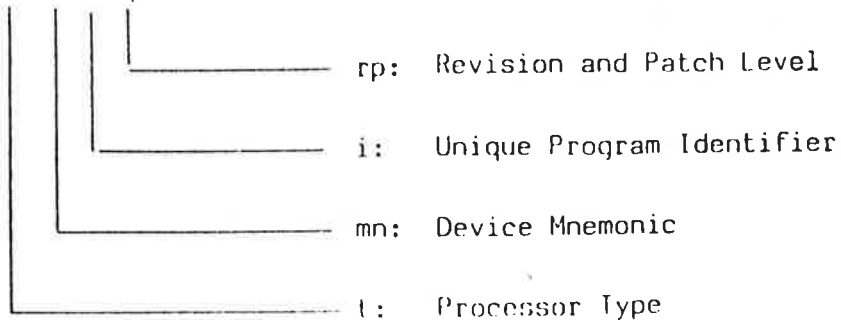 rp: Revision and Patch Level
i: Unique Program Identifier
mn: Device Mnemonic
t: Processor Type